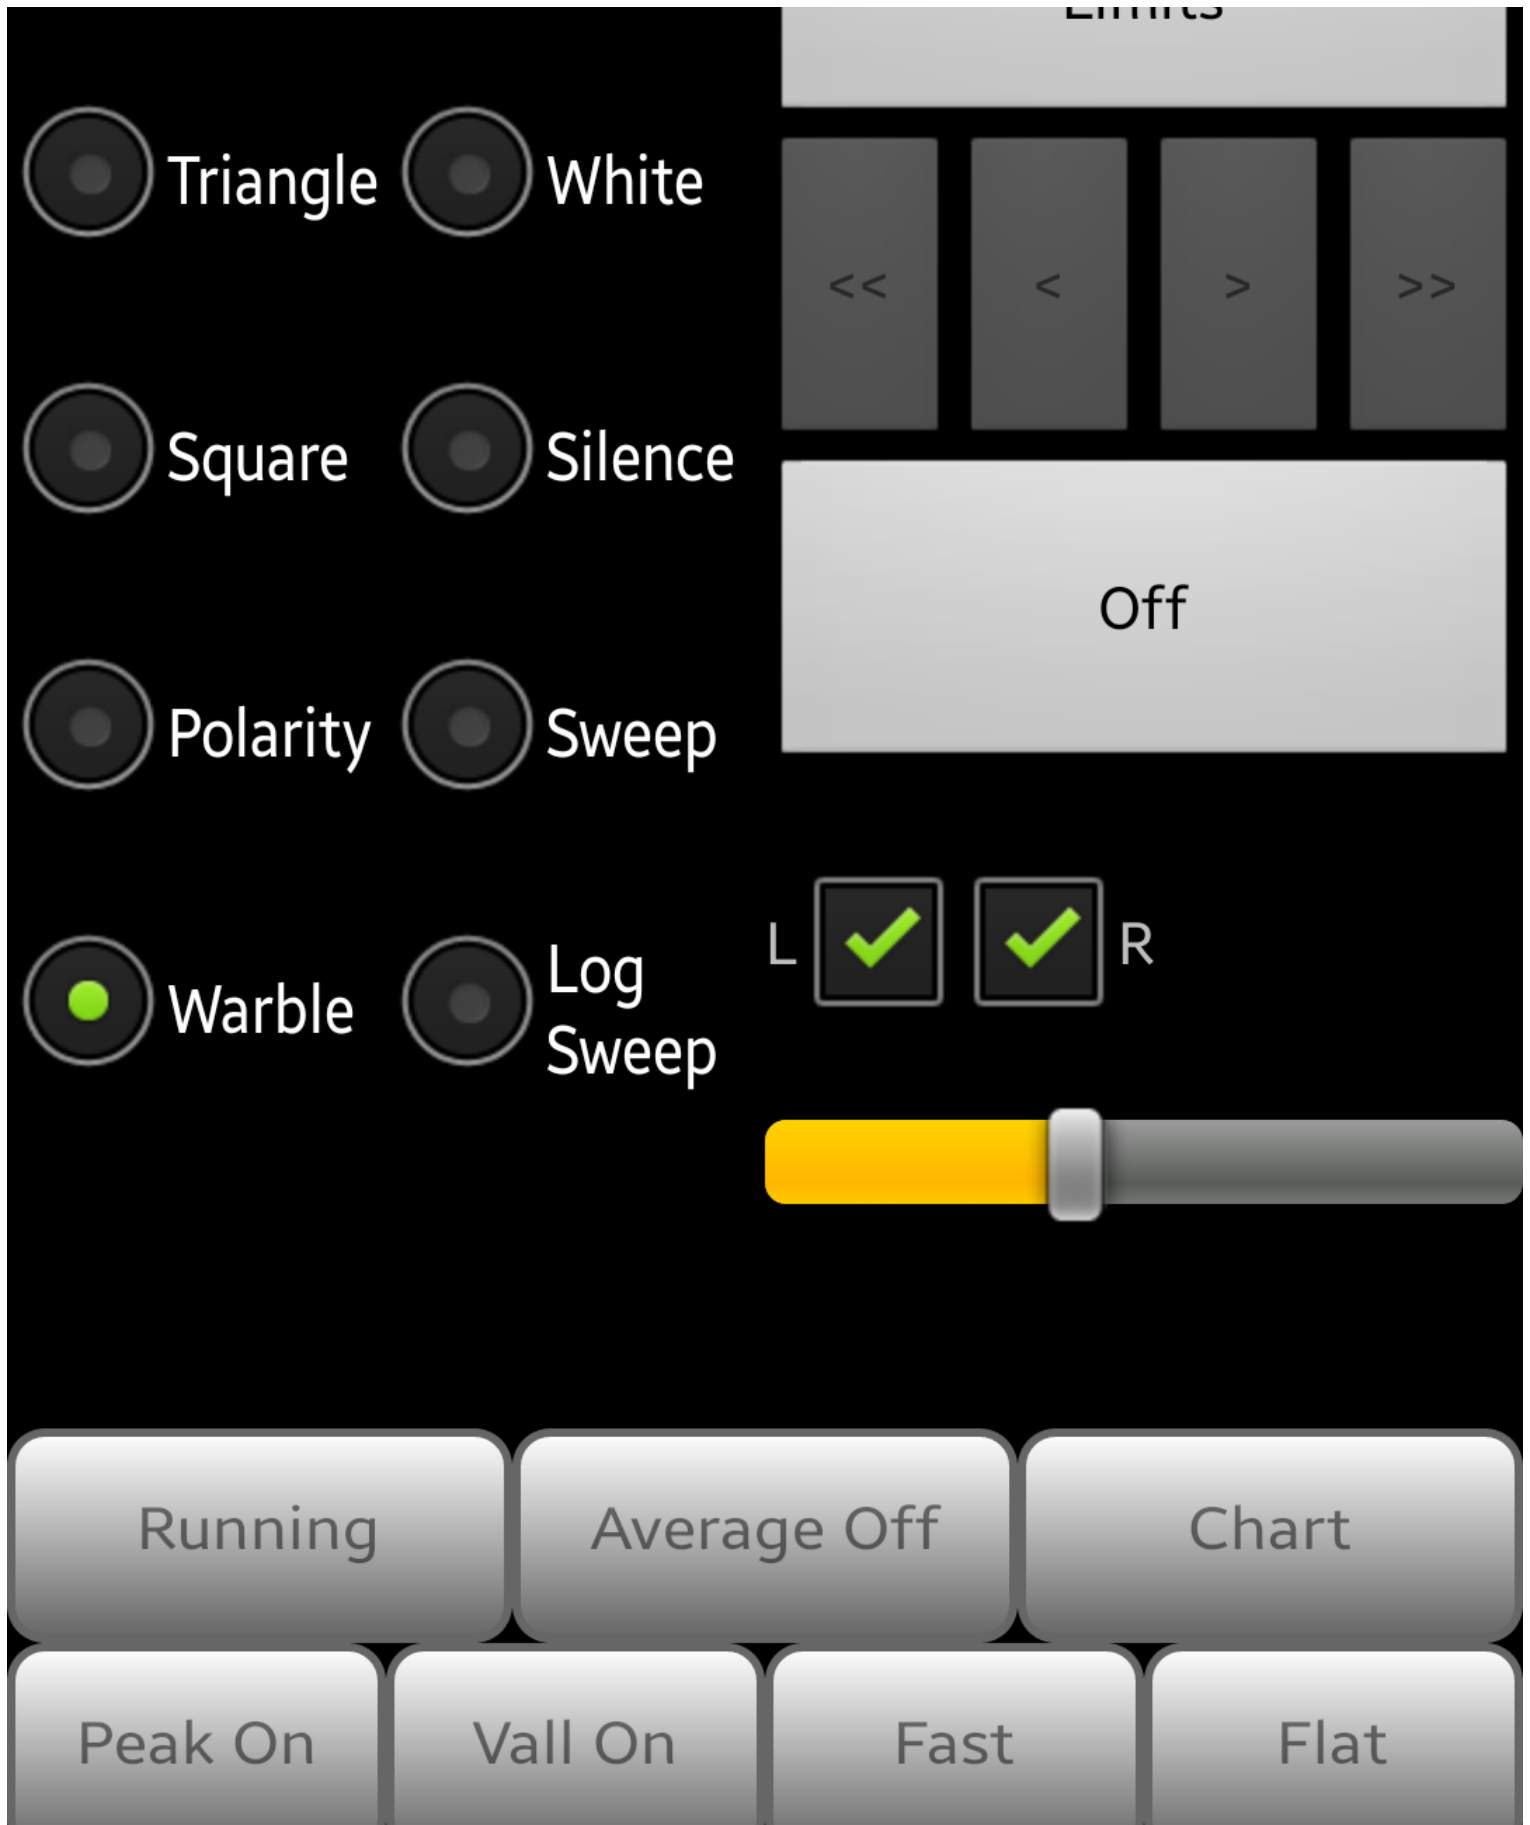 Limits
Triangle
White
<<
<
>
>>
Square
Silence
Off
Polarity
Sweep
L
R
Warble
Log
Sweep
Running
Average Off
Chart
Peak On
Vall On
Fast
Flat